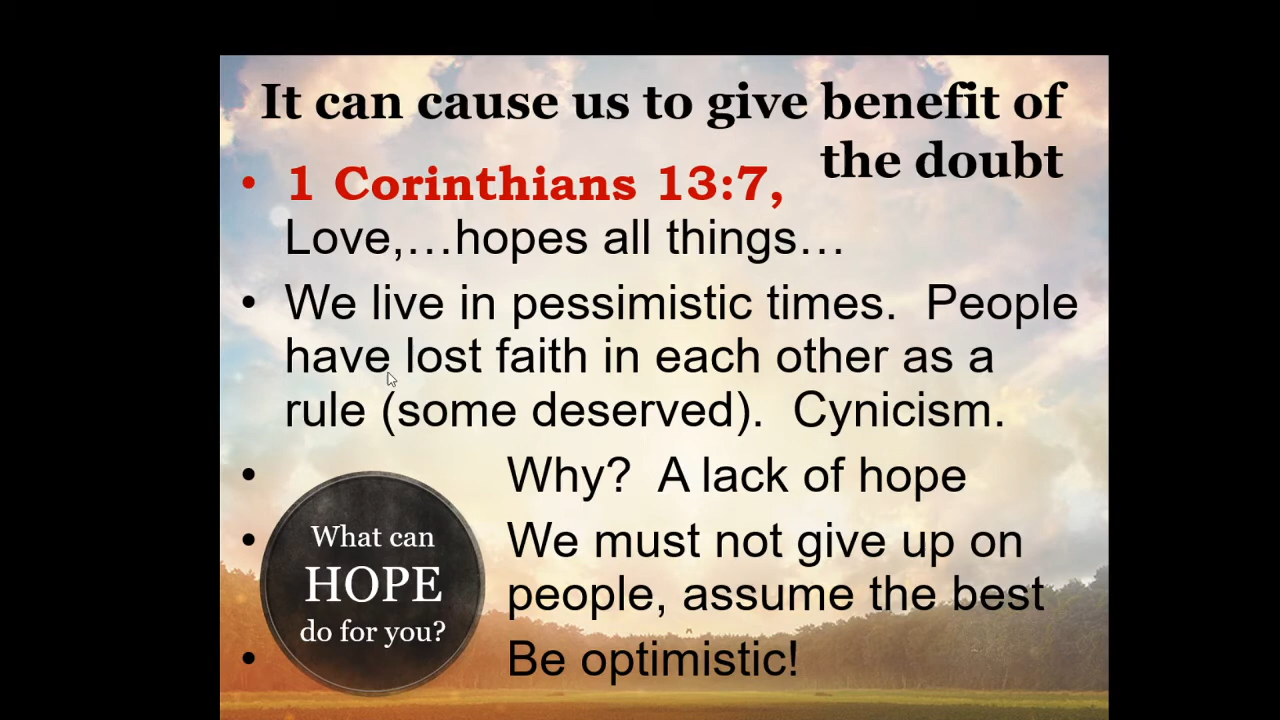 It can cause us to give benefit of
the doubt
• 1 Corinthians 13:7,
Love,…hopes all things…
• We live in pessimistic times.  People
have lost faith in each other as a
rule (some deserved).  Cynicism.
• Why?  A lack of hope
• We must not give up on
people, assume the best
• Be optimistic!
What can
HOPE
do for you?